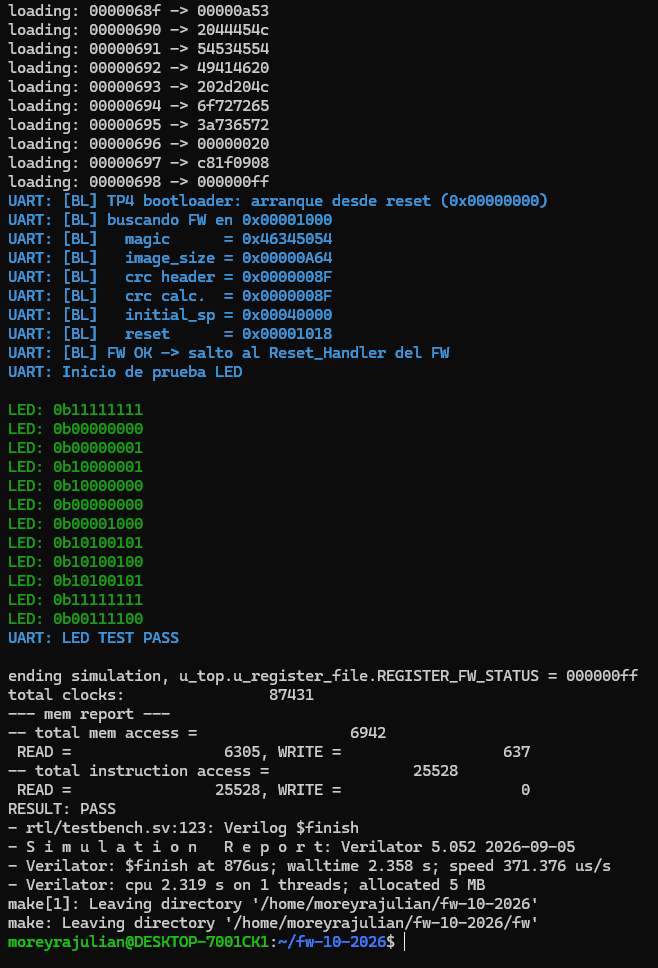 loading: 0000068f -> 00000a53
loading: 00000690 -> 2044454c
loading: 00000691 -> 54534554
loading: 00000692 -> 49414620
loading: 00000693 -> 202d204c
loading: 00000694 -> 6f727265
loading: 00000695 -> 3a736572
loading: 00000696 -> 00000020
loading: 00000697 -> c81f0908
loading: 00000698 -> 000000ff
UART: [BL] TP4 bootloader: arranque desde reset (0x00000000)
UART: [BL] buscando FW en 0x00001000
UART: [BL]   magic      = 0x46345054
UART: [BL]   image_size = 0x00000A64
UART: [BL]   crc header = 0x0000008F
UART: [BL]   crc calc.  = 0x0000008F
UART: [BL]   initial_sp = 0x00040000
UART: [BL]   reset      = 0x00001018
UART: [BL] FW OK -> salto al Reset_Handler del FW
UART: Inicio de prueba LED
LED: 0b11111111
LED: 0b00000000
LED: 0b00000001
LED: 0b10000001
LED: 0b10000000
LED: 0b00000000
LED: 0b00001000
LED: 0b10100101
LED: 0b10100100
LED: 0b10100101
LED: 0b11111111
LED: 0b00111100
UART: LED TEST PASS
ending simulation, u_top.u_register_file.REGISTER_FW_STATUS = 000000ff
total clocks:                87431
--- mem report ---
-- total mem access =                 6942
 READ =                 6305, WRITE =                  637
-- total instruction access =                25528
 READ =                25528, WRITE =                    0
RESULT: PASS
- rtl/testbench.sv:123: Verilog $finish
- S i m u l a t i o n   R e p o r t: Verilator 5.052 2026-09-05
- Verilator: $finish at 876us; walltime 2.358 s; speed 371.376 us/s
- Verilator: cpu 2.319 s on 1 threads; allocated 5 MB
make[1]: Leaving directory '/home/moreyrajulian/fw-10-2026'
make: Leaving directory '/home/moreyrajulian/fw-10-2026/fw'
moreyrajulian@DESKTOP-7001CK1:~/fw-10-2026$